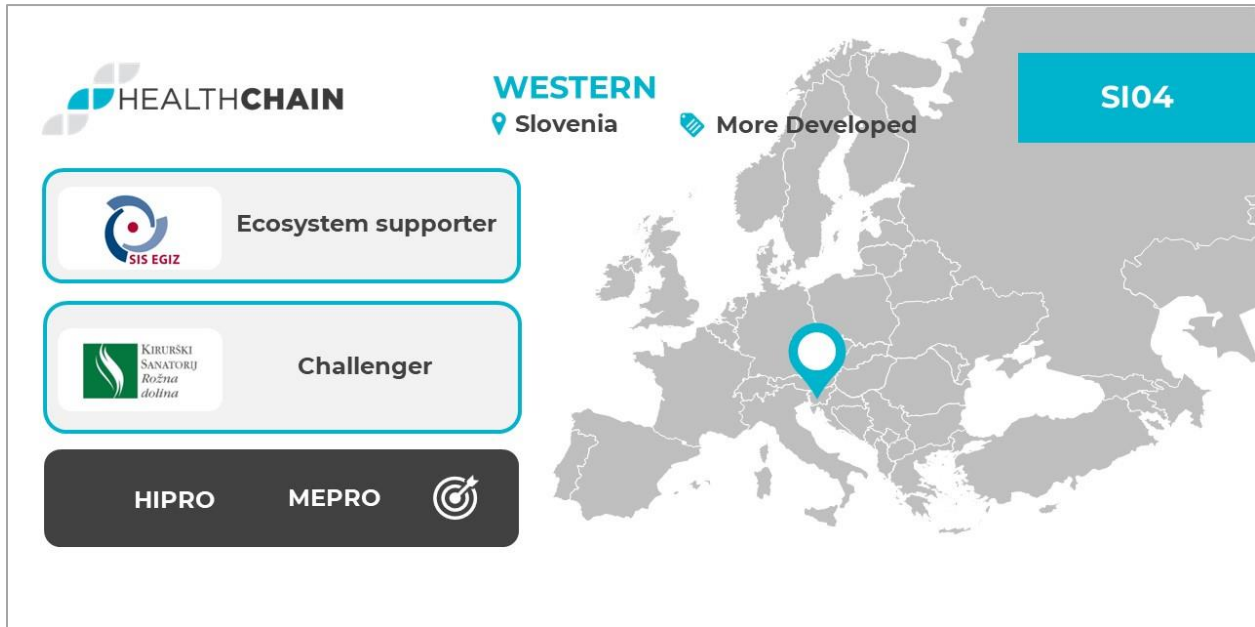 HEALTHCHAIN
WESTERN
Slovenia
More Developed
SI04
SIS EGIZ
Ecosystem supporter
KIRURŠKI
SANATORIJ
Rožna
dolina
Challenger
HIPRO
MEPRO